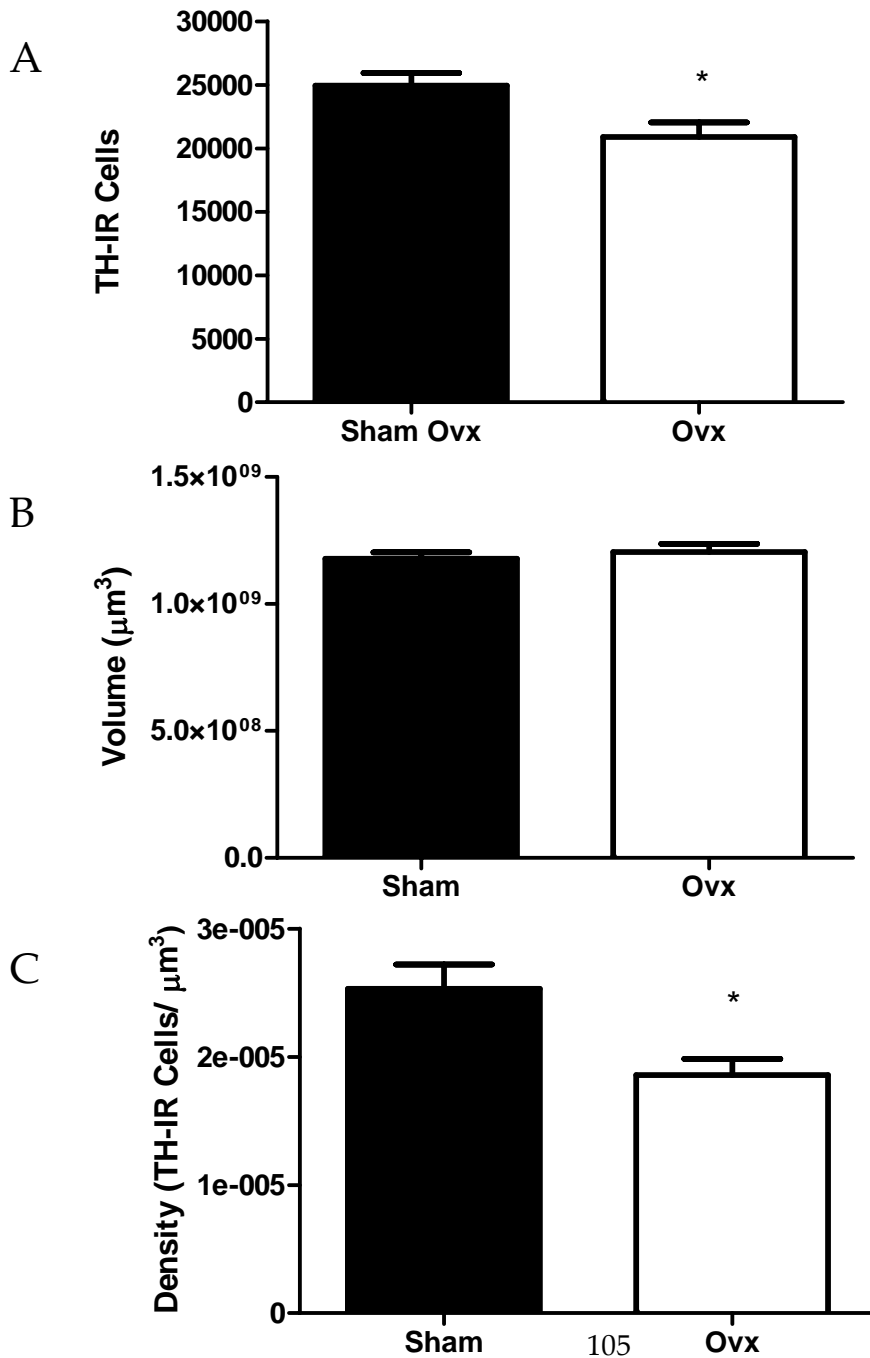 A
TH-IR Cells
30000
25000
20000
15000
10000
5000
0
*
Sham Ovx
Ovx
B
Volume (μm³)
1.5×10⁰⁹
1.0×10⁰⁹
5.0×10⁰⁸
0.0
Sham
Ovx
C
Density (TH-IR Cells/ μm³)
3e-005
2e-005
1e-005
0
*
Sham
Ovx
105